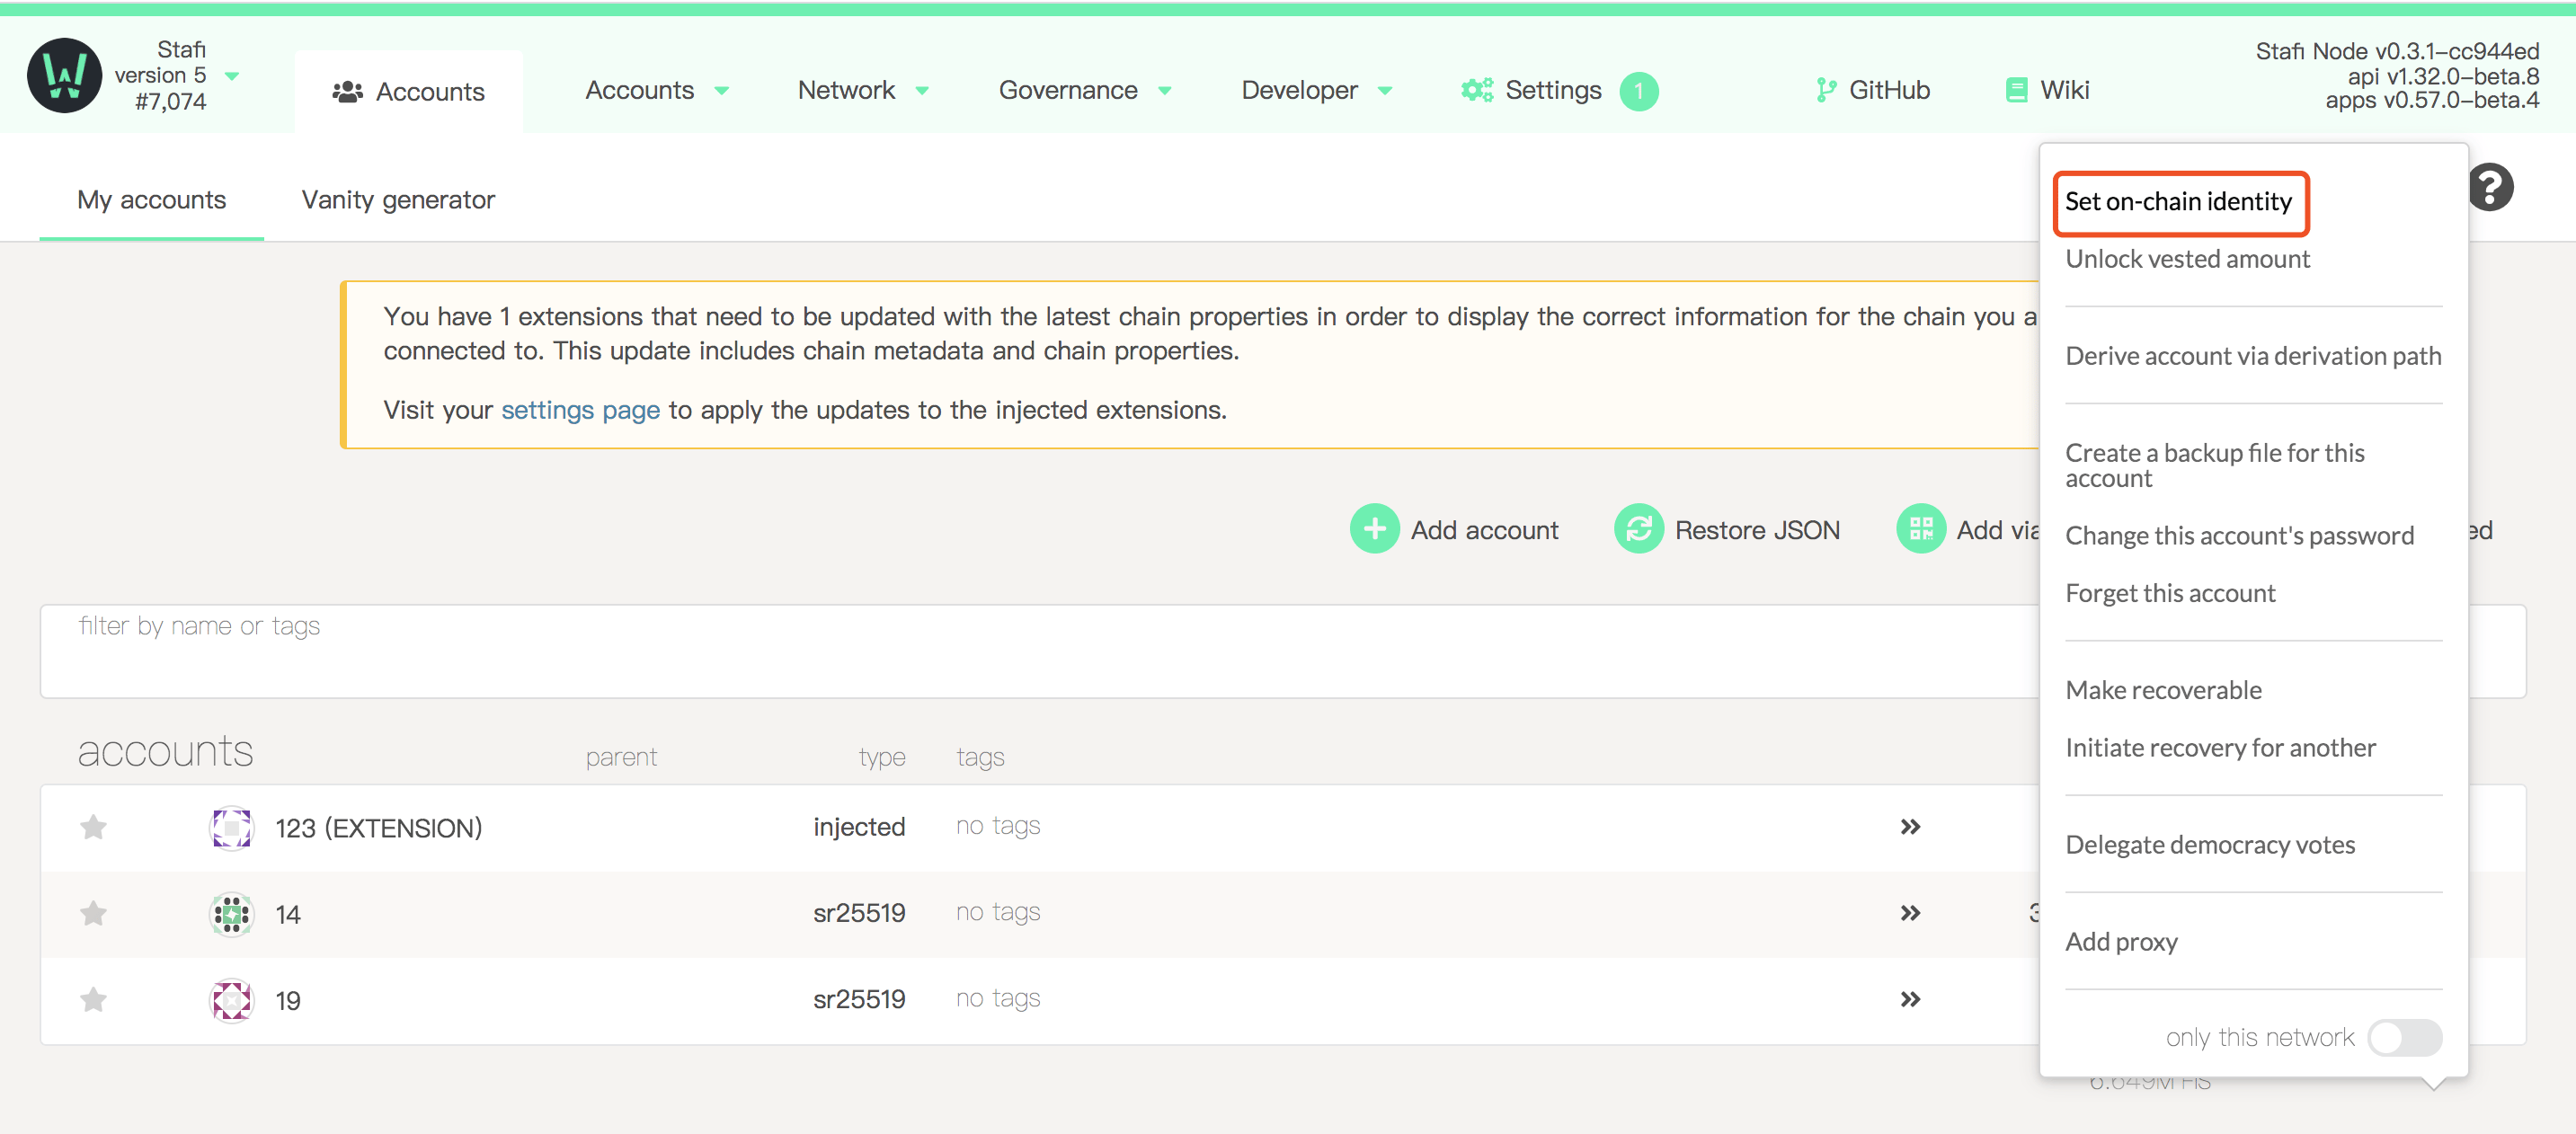 Stafi
version 5
#7,074
Accounts
Accounts
Network
Governance
Developer
Settings
1
GitHub
Wiki
Stafi Node v0.3.1-cc944ed
api v1.32.0-beta.8
apps v0.57.0-beta.4
My accounts
Vanity generator
You have 1 extensions that need to be updated with the latest chain properties in order to display the correct information for the chain you a
connected to. This update includes chain metadata and chain properties.
Visit your settings page to apply the updates to the injected extensions.
Add account
Restore JSON
Add via
ed
filter by name or tags
accounts
parent
type
tags
123 (EXTENSION)
injected
no tags
14
sr25519
no tags
3
19
sr25519
no tags
Set on-chain identity
Unlock vested amount
Derive account via derivation path
Create a backup file for this
account
Change this account's password
Forget this account
Make recoverable
Initiate recovery for another
Delegate democracy votes
Add proxy
only this network
6.649M FIS